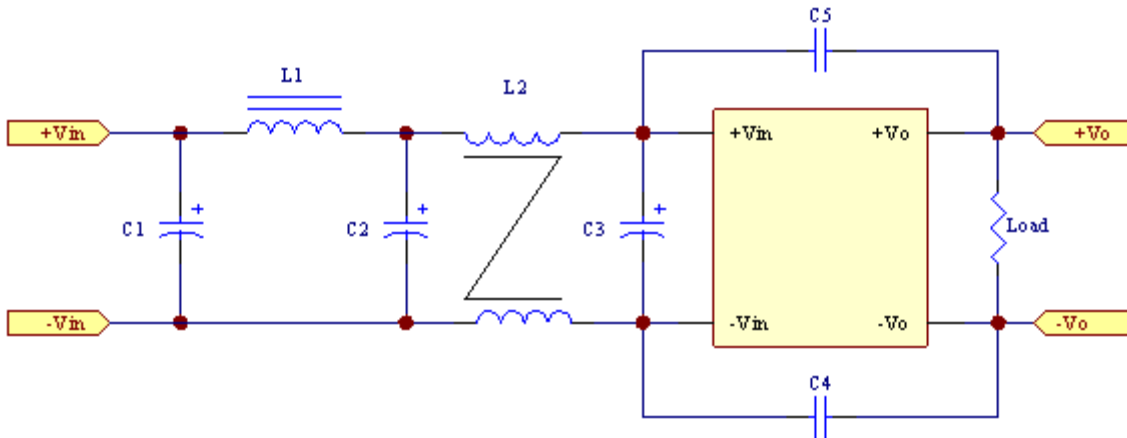 C5
L1
L2
+Vin
+Vin
+Vo
+Vo
C1
+
C2
+
C3
+
Load
-Vin
-Vin
-Vo
-Vo
C4